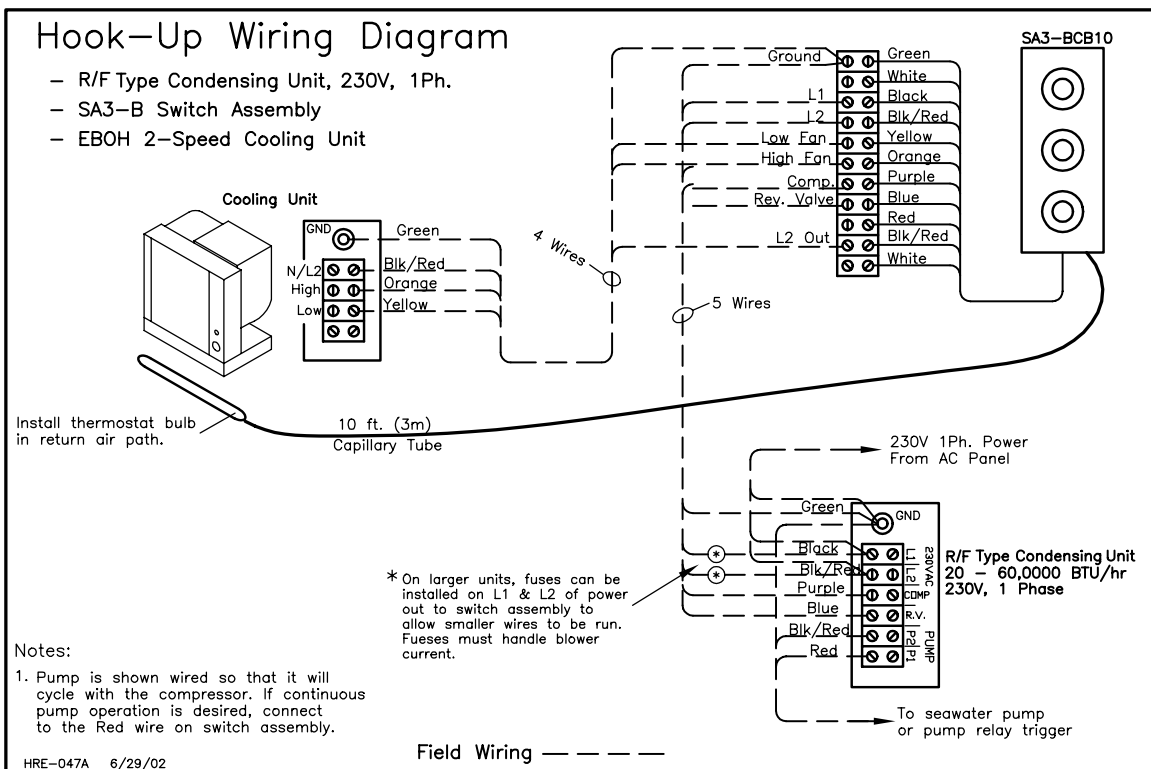 Hook-Up Wiring Diagram
- R/F Type Condensing Unit, 230V, 1Ph.
- SA3-B Switch Assembly
- EBOH 2-Speed Cooling Unit
SA3-BCB10
Ground
L1
L2
Low Fan
High Fan
Comp.
Rev. Valve
L2 Out
Green
White
Black
Blk/Red
Yellow
Orange
Purple
Blue
Red
Blk/Red
White
Cooling Unit
GND
N/L2
High
Low
Green
Blk/Red
Orange
Yellow
4 Wires
5 Wires
Install thermostat bulb
in return air path.
10 ft. (3m)
Capillary Tube
230V 1Ph. Power
From AC Panel
Green
Black
Blk/Red
Purple
Blue
Blk/Red
Red
GND
L1
L2
230VAC
COMP
R.V.
P2
P1
PUMP
R/F Type Condensing Unit
20 - 60,0000 BTU/hr
230V, 1 Phase
*
*
* On larger units, fuses can be
installed on L1 & L2 of power
out to switch assembly to
allow smaller wires to be run.
Fueses must handle blower
current.
To seawater pump
or pump relay trigger
Notes:
1. Pump is shown wired so that it will
cycle with the compressor. If continuous
pump operation is desired, connect
to the Red wire on switch assembly.
Field Wiring
HRE-047A 6/29/02